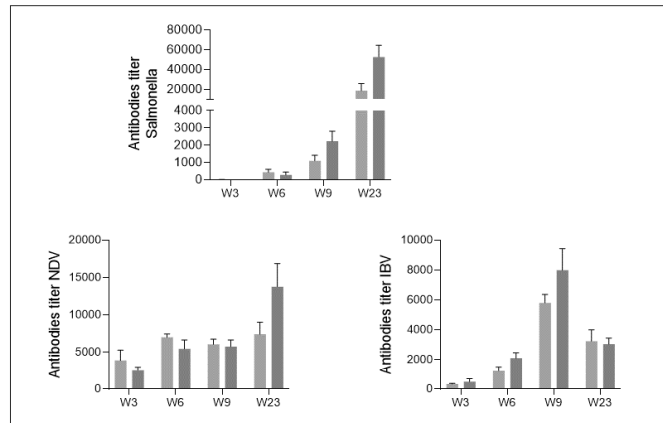 Antibodies titer
Salmonella
80000
60000
40000
20000
4000
3000
2000
1000
0
W3 W6 W9 W23
Antibodies titer NDV
20000
15000
10000
5000
0
W3 W6 W9 W23
Antibodies titer IBV
10000
8000
6000
4000
2000
0
W3 W6 W9 W23